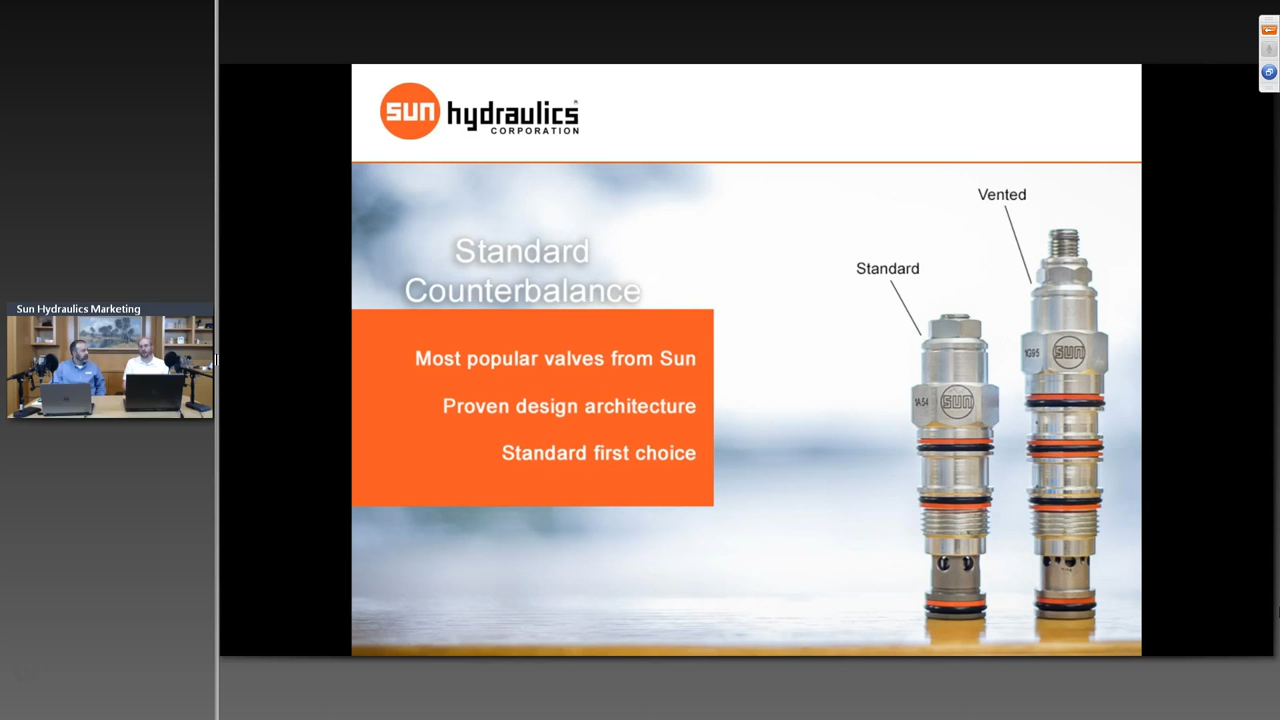 Sun Hydraulics Marketing
sun hydraulics®
CORPORATION
Standard
Counterbalance
Most popular valves from Sun
Proven design architecture
Standard first choice
Vented
Standard
SUN
SUN